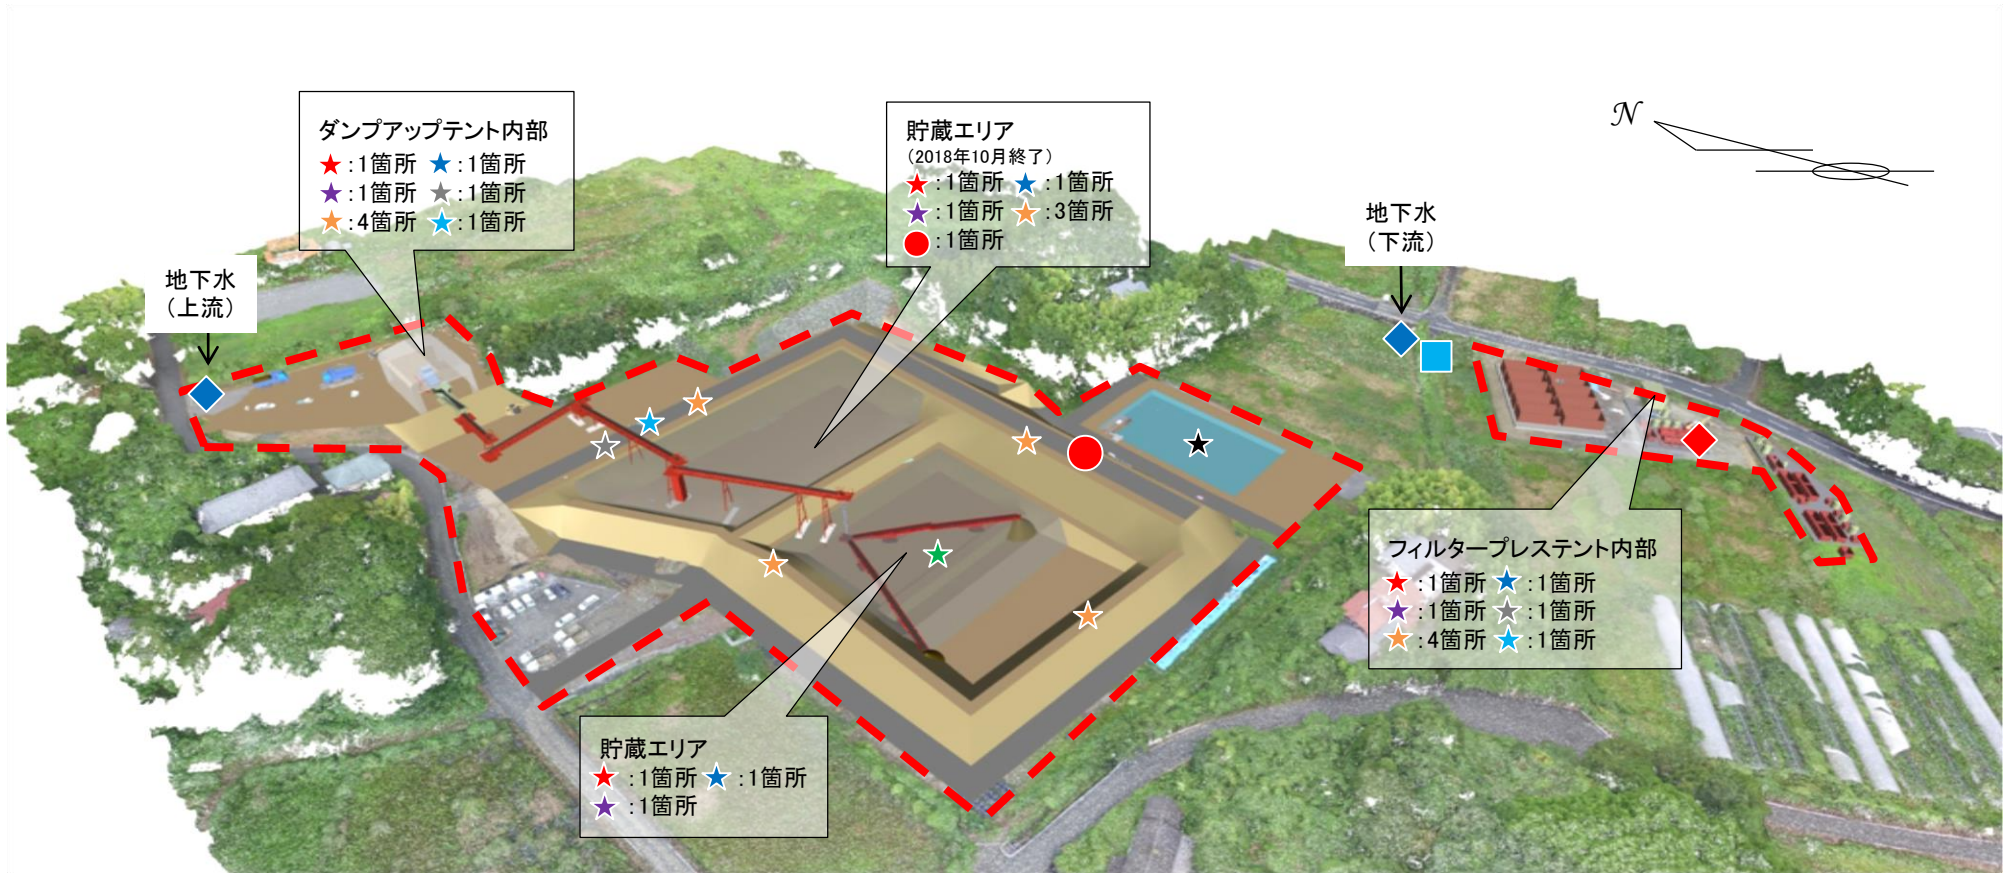 ダンプアップテント内部
★:1箇所 ★:1箇所
★:1箇所 ★:1箇所
★:4箇所 ★:1箇所
貯蔵エリア
(2018年10月終了)
★:1箇所 ★:1箇所
★:1箇所 ★:3箇所
●:1箇所
N
地下水
(下流)
地下水
(上流)
フィルタープレステント内部
★:1箇所 ★:1箇所
★:1箇所 ★:1箇所
★:4箇所 ★:1箇所
貯蔵エリア
★:1箇所 ★:1箇所
★:1箇所